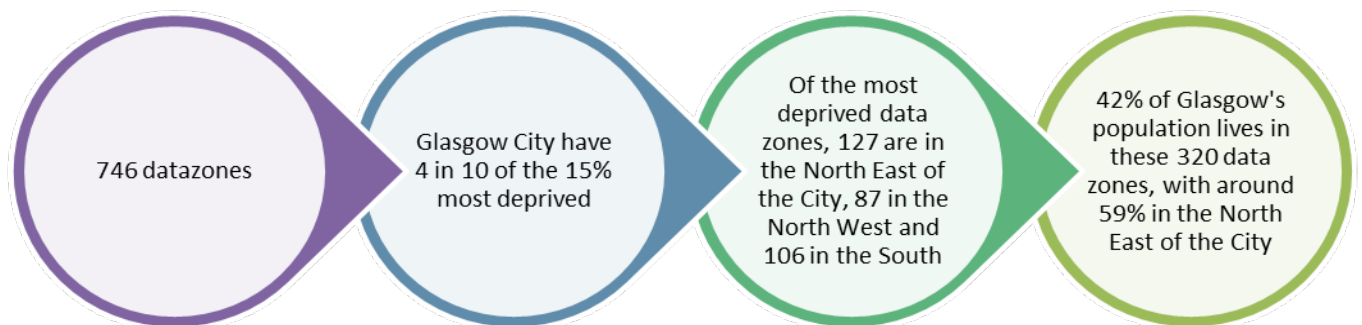 746 datazones
Glasgow City have
4 in 10 of the 15%
most deprived
Of the most
deprived data
zones, 127 are in
the North East of
the City, 87 in the
North West and
106 in the South
42% of Glasgow's
population lives in
these 320 data
zones, with around
59% in the North
East of the City